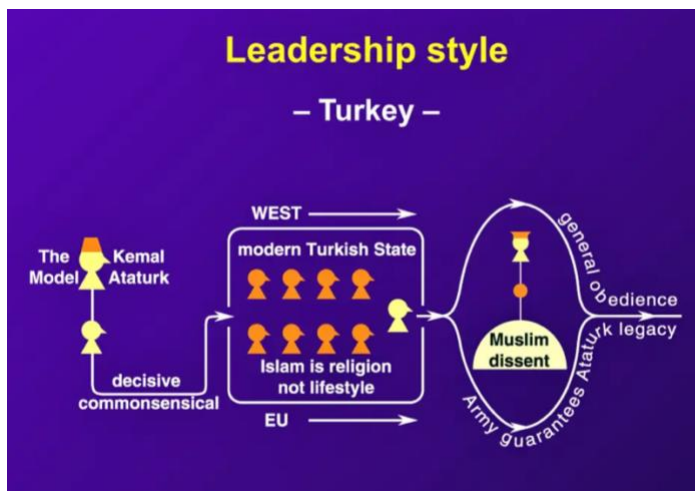 Leadership style
– Turkey –
The Kemal
Model Ataturk
decisive
commonsensical
WEST
modern Turkish State
Islam is religion
not lifestyle
EU
Muslim
dissent
general obedience
Army guarantees Ataturk legacy